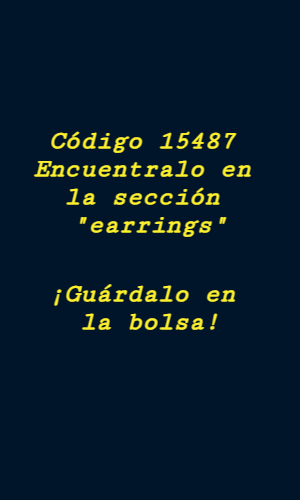 Código 15487
Encuentralo en
la sección
"earrings"
¡Guárdalo en
la bolsa!